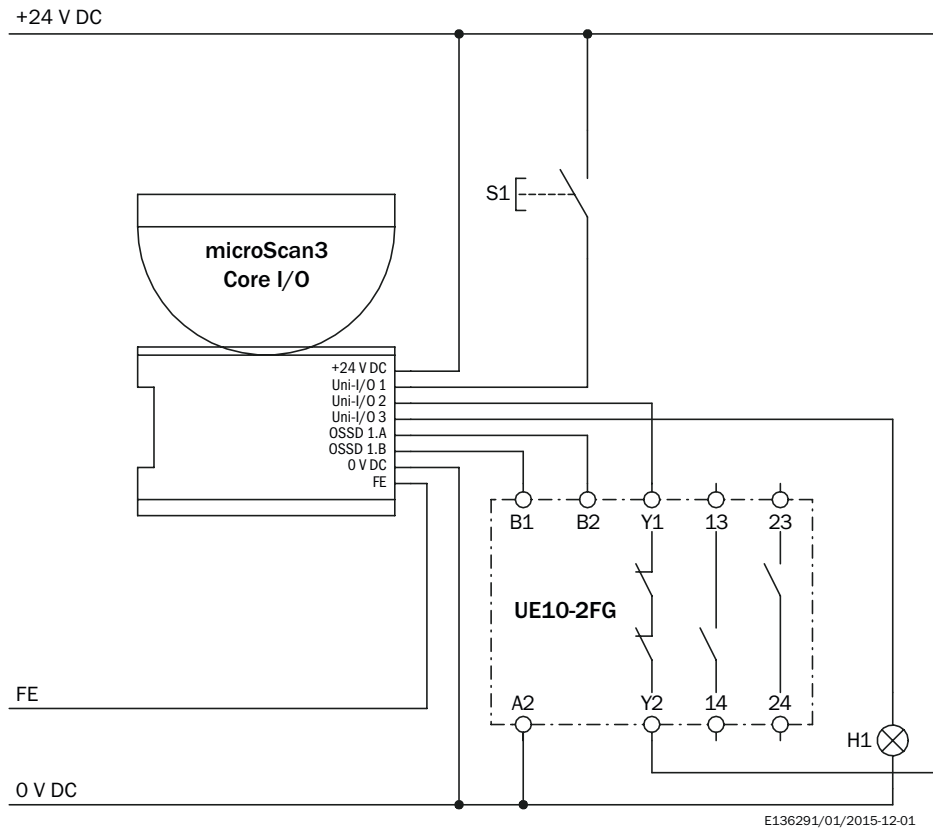 +24 V DC
S1
microScan3
Core I/O
+24 V DC
Uni-I/O 1
Uni-I/O 2
Uni-I/O 3
OSSD 1.A
OSSD 1.B
0 V DC
FE
B1 B2 Y1 13 23
UE10-2FG
FE
A2 Y2 14 24
H1
0 V DC
E136291/01/2015-12-01